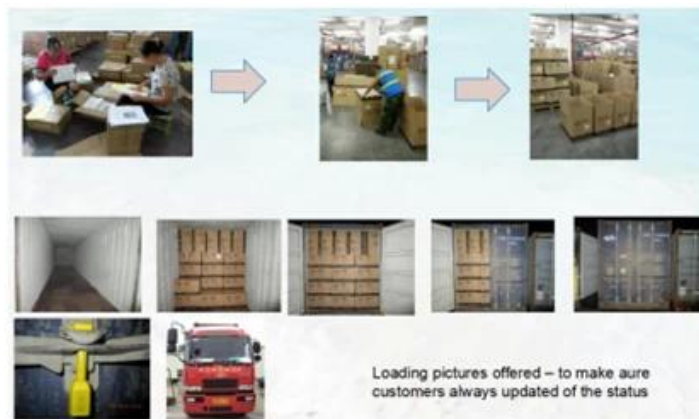 Loading pictures offered – to make aure
customers always updated of the status